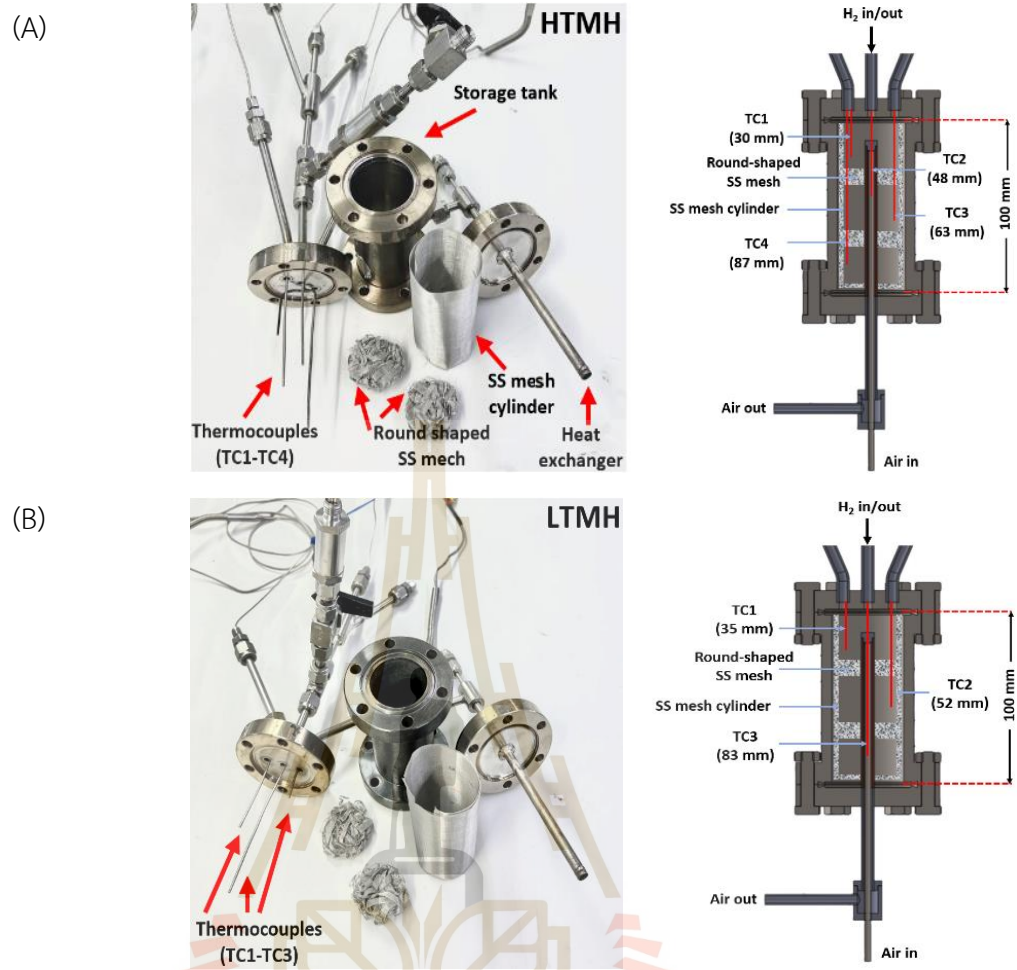 (A)
HTMH
Storage tank
Thermocouples
(TC1-TC4)
Round shaped
SS mech
SS mesh
cylinder
Heat
exchanger
H₂ in/out
TC1
(30 mm)
Round-shaped
SS mesh
SS mesh cylinder
TC4
(87 mm)
TC2
(48 mm)
TC3
(63 mm)
100 mm
Air out
Air in
(B)
LTMH
Thermocouples
(TC1-TC3)
H₂ in/out
TC1
(35 mm)
Round-shaped
SS mesh
SS mesh cylinder
TC3
(83 mm)
TC2
(52 mm)
100 mm
Air out
Air in